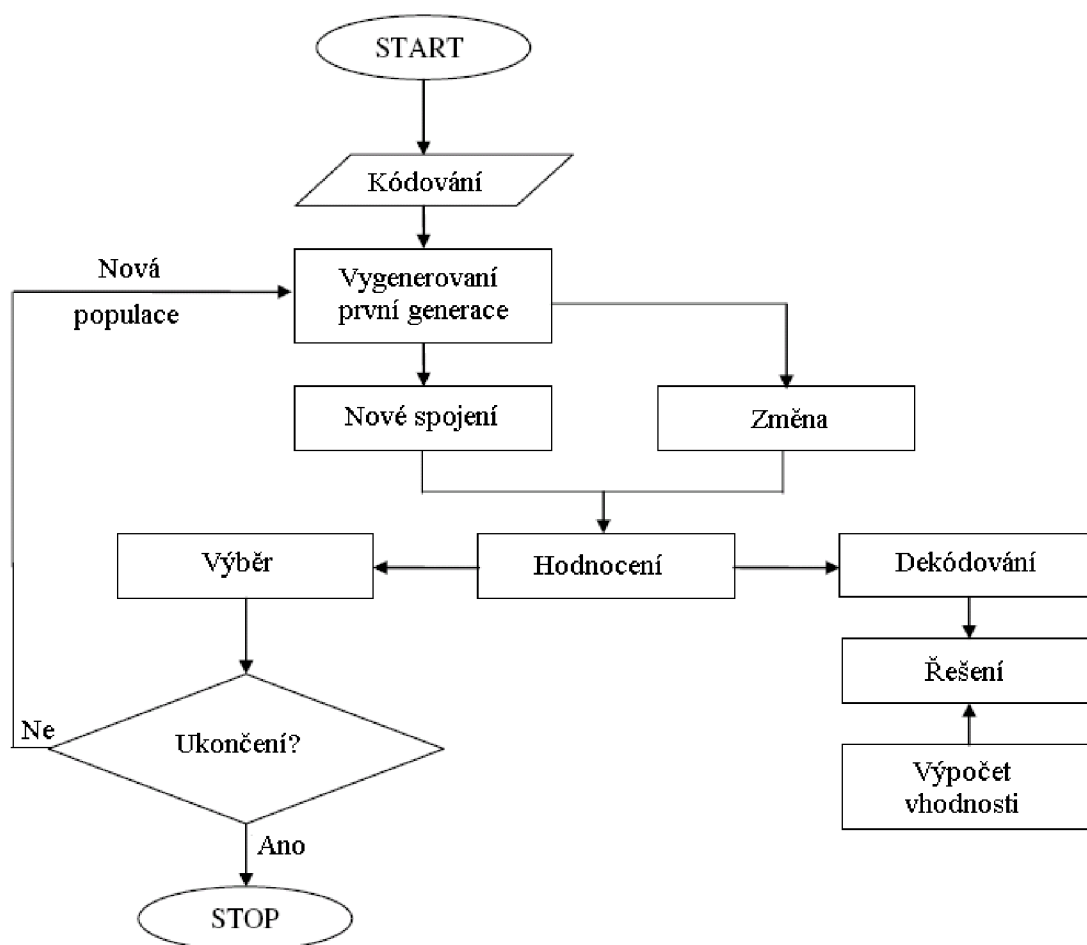 START
Kódování
Nová
populace
Vygenerovaní
první generace
Nové spojení
Změna
Výběr
Hodnocení
Dekódování
Řešení
Ne
Ukončení?
Výpočet
vhodnosti
Ano
STOP